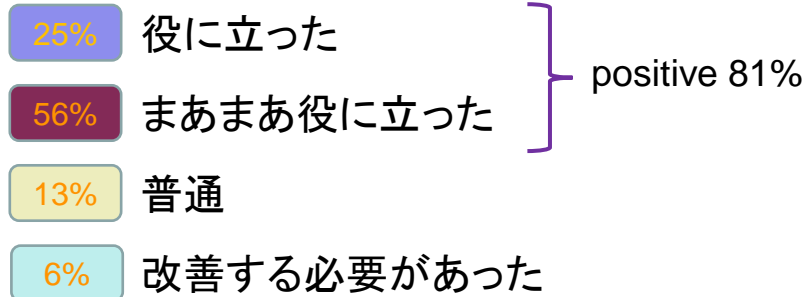 25% 役に立った
positive 81%
56% まあまあ役に立った
13% 普通
6% 改善する必要があった